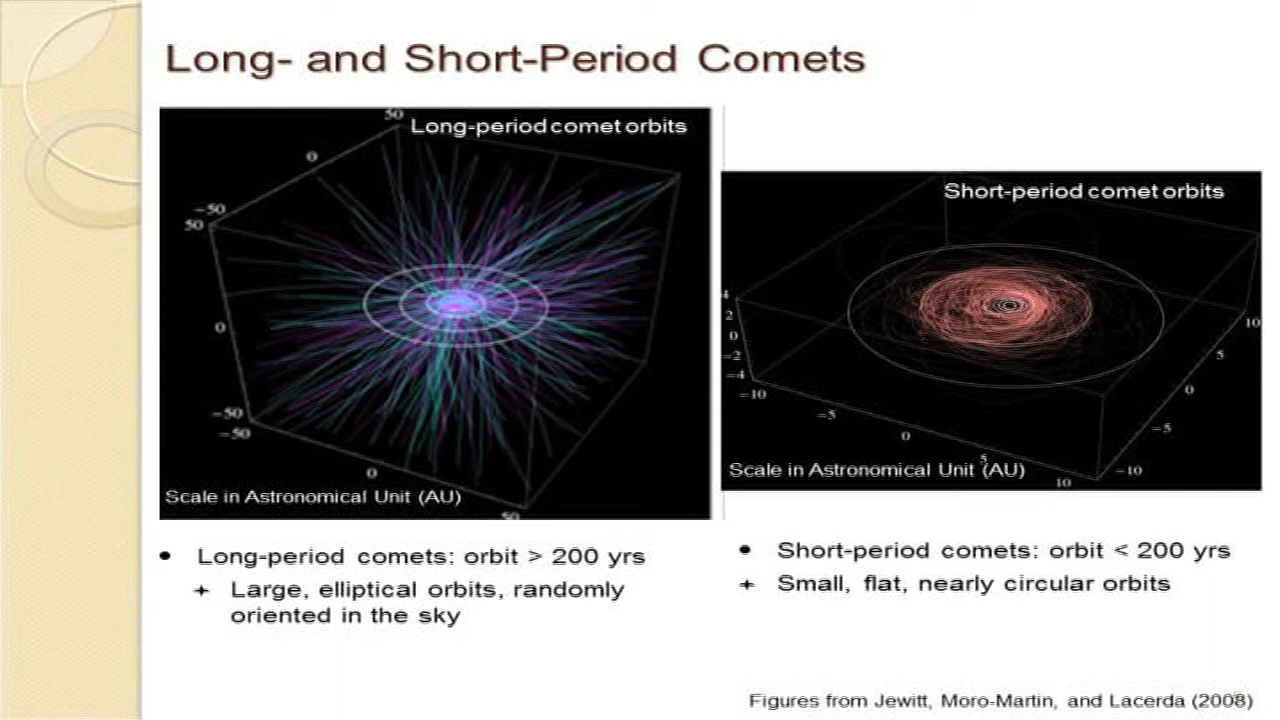 Long- and Short-Period Comets
50
Long-period comet orbits
0
−50
50
0
−50
−50
0
Scale in Astronomical Unit (AU)
50
Short-period comet orbits
4
2
0
−2
−4
−10
−5
0
5
10
10
5
0
−5
−10
Scale in Astronomical Unit (AU)
• Long-period comets: orbit > 200 yrs
+ Large, elliptical orbits, randomly
oriented in the sky
• Short-period comets: orbit < 200 yrs
+ Small, flat, nearly circular orbits
Figures from Jewitt, Moro-Martin, and Lacerda (2008)